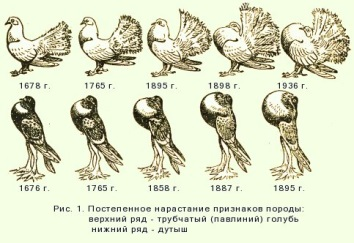 1678 г. 1765 г. 1895 г. 1898 г. 1936 г.
1676 г. 1765 г. 1858 г. 1887 г. 1895 г.
Рис. 1. Постепенное нарастание признаков породы:
верхний ряд - трубчатый (павлиний) голубь
нижний ряд - дутыш